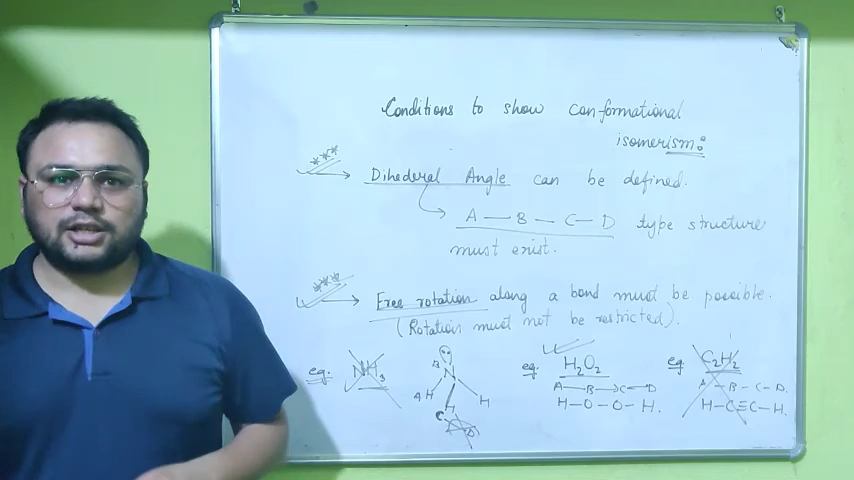 Conditions to show conformational
isomerism:
*** → Dihederal Angle can be defined.
A — B — C — D type structure
must exist.
*** → Free rotation along a bond must be possible.
(Rotation must not be restricted).
eg: NH3
B N
A H H
H
C D
eg: H2O2
A — B — C — D
H — O — O — H.
eg: C2H2
A — B — C — D.
H — C ≡ C — H.